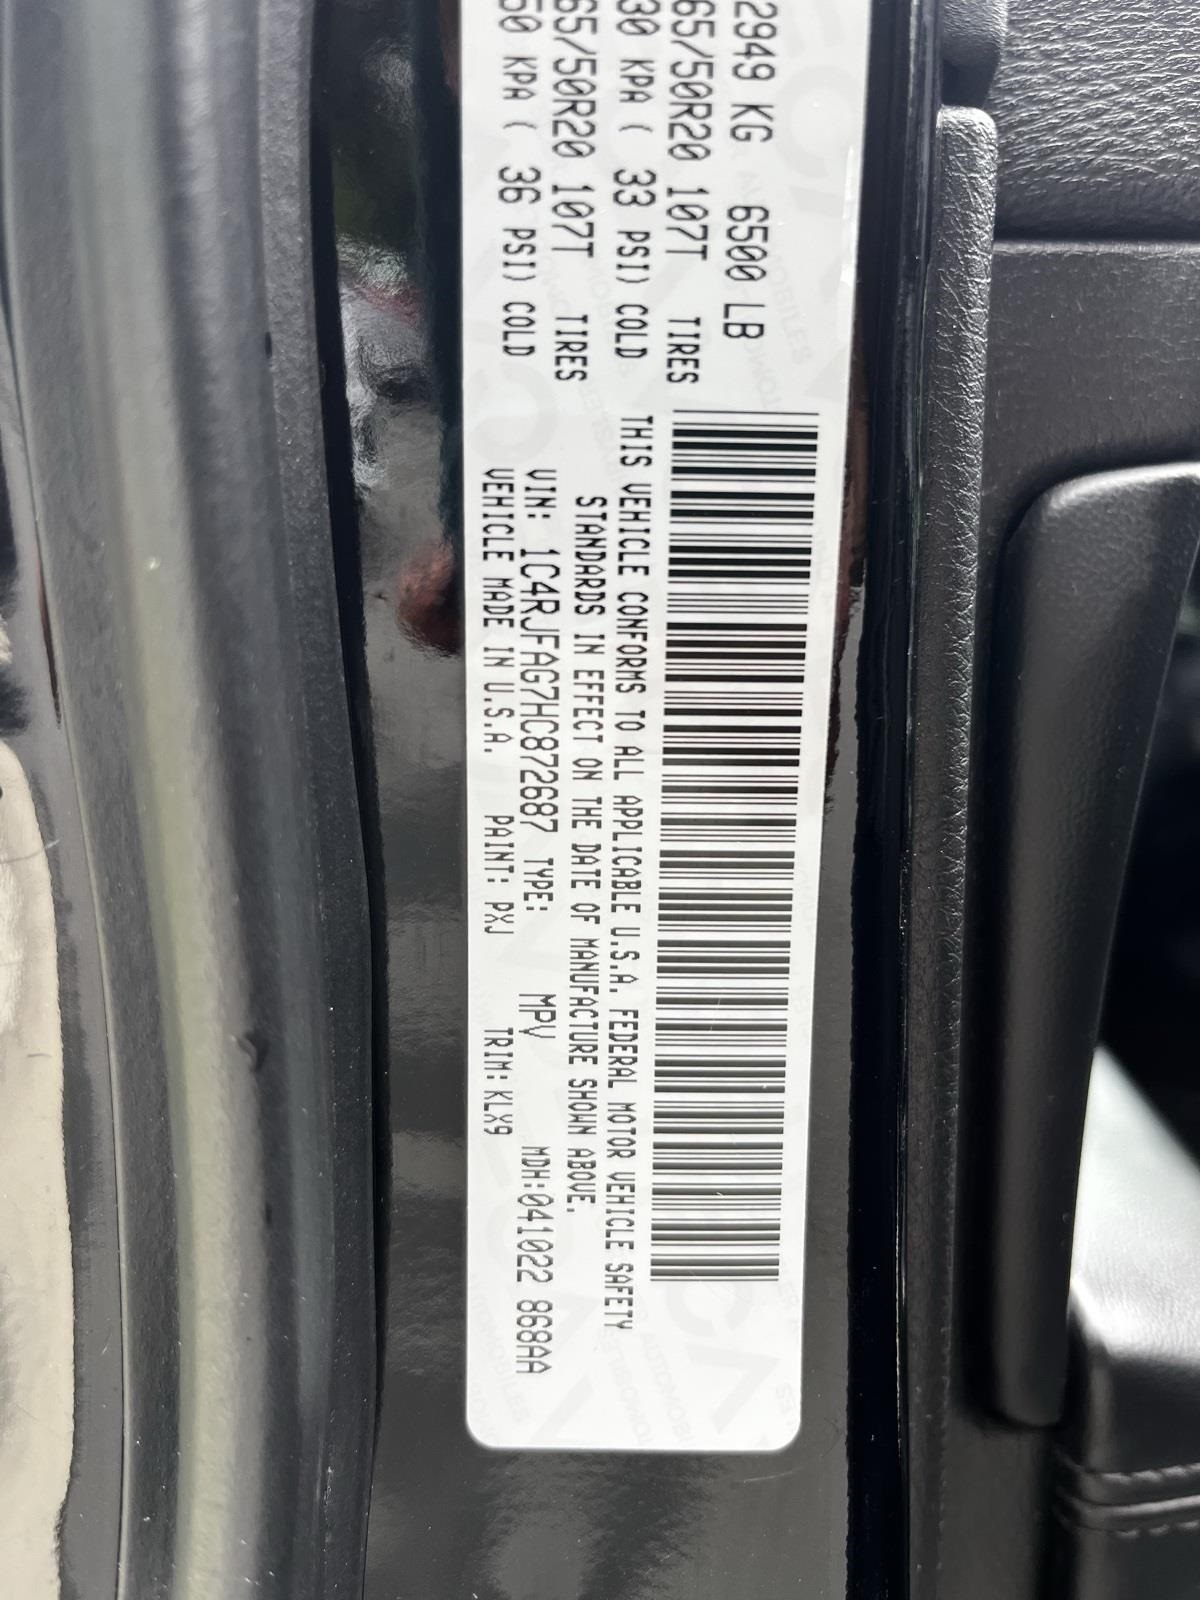 2949 KG 6500 LB
65/50R20 107T TIRES
30 KPA ( 33 PSI) COLD
65/50R20 107T TIRES
50 KPA ( 36 PSI) COLD
THIS VEHICLE CONFORMS TO ALL APPLICABLE U.S.A. FEDERAL MOTOR VEHICLE SAFETY
STANDARDS IN EFFECT ON THE DATE OF MANUFACTURE SHOWN ABOVE.
VIN: 1C4RJFAG7HC872687 TYPE: MPV MDH:041022 868AA
VEHICLE MADE IN U.S.A. PAINT: PXJ TRIM: KLX9